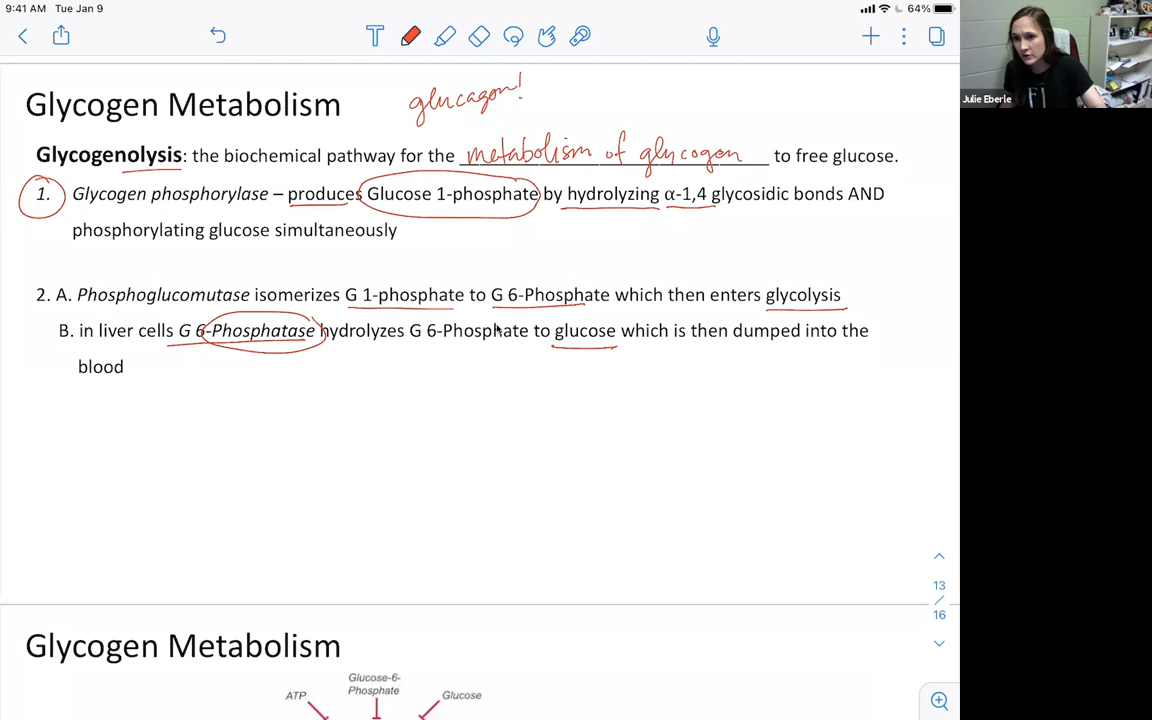 9:41 AM Tue Jan 9
64%
Julie Eberle
Glycogen Metabolism
glucagon!
Glycogenolysis: the biochemical pathway for the metabolism of glycogen to free glucose.
1. Glycogen phosphorylase – produces Glucose 1-phosphate by hydrolyzing α-1,4 glycosidic bonds AND
phosphorylating glucose simultaneously
2. A. Phosphoglucomutase isomerizes G 1-phosphate to G 6-Phosphate which then enters glycolysis
B. in liver cells G 6-Phosphatase hydrolyzes G 6-Phosphate to glucose which is then dumped into the
blood
13
/
16
Glycogen Metabolism
ATP
Glucose-6-
Phosphate
Glucose